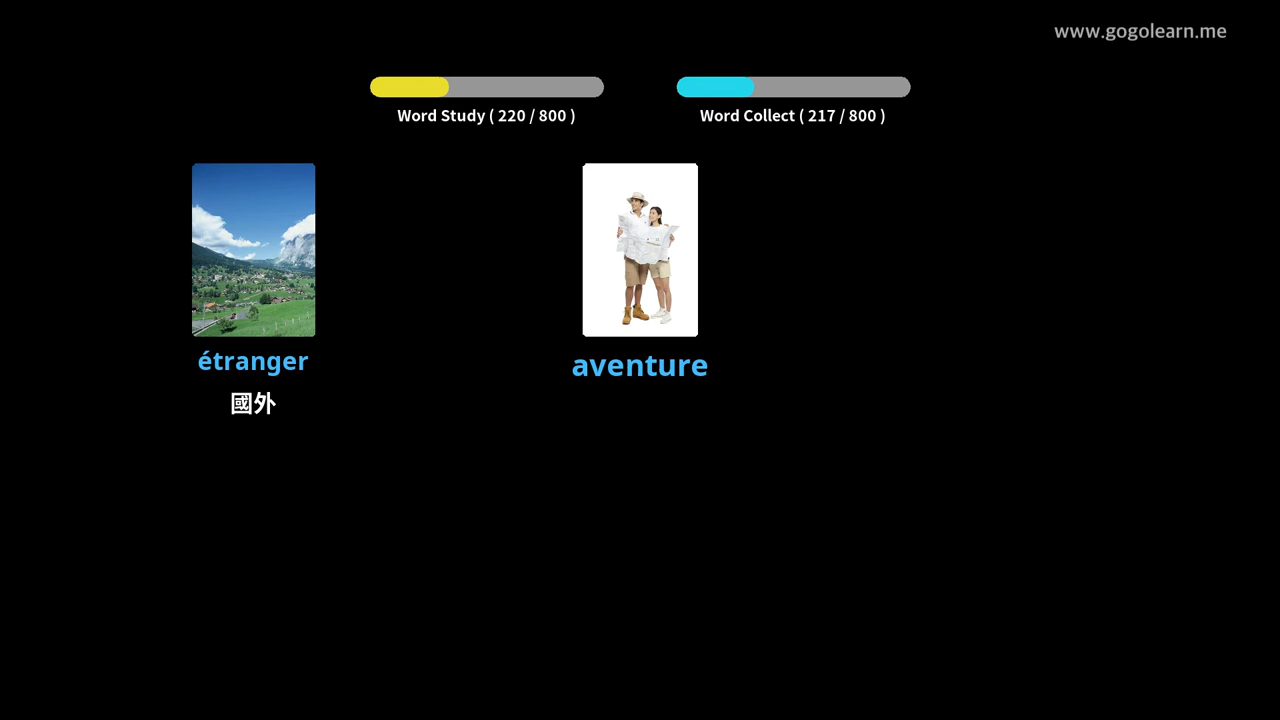 www.gogolearn.me
Word Study ( 220 / 800 )
Word Collect ( 217 / 800 )
étranger
國外
aventure